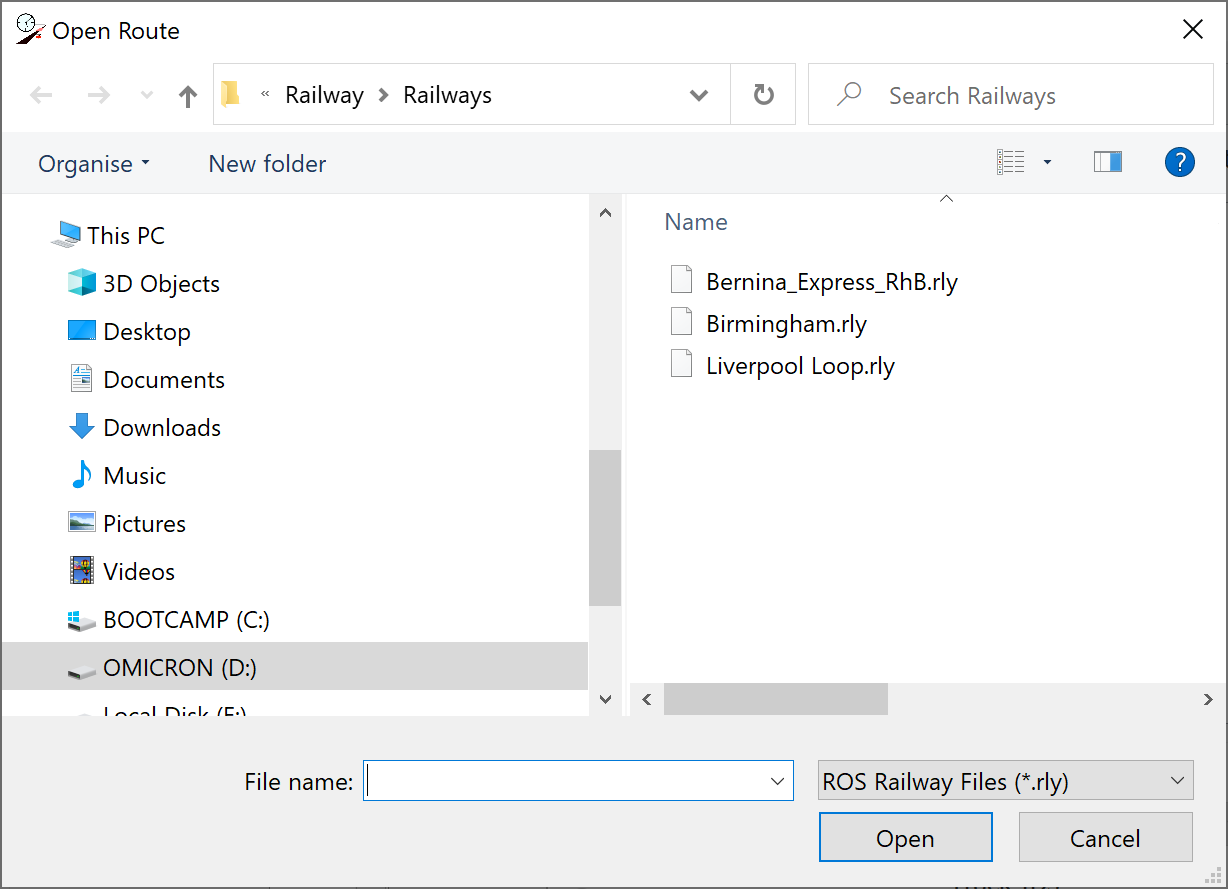 Open Route
« Railway > Railways
Search Railways
Organise
New folder
?
This PC
3D Objects
Desktop
Documents
Downloads
Music
Pictures
Videos
BOOTCAMP (C:)
OMICRON (D:)
Name
Bernina_Express_RhB.rly
Birmingham.rly
Liverpool Loop.rly
File name:
ROS Railway Files (*.rly)
Open
Cancel